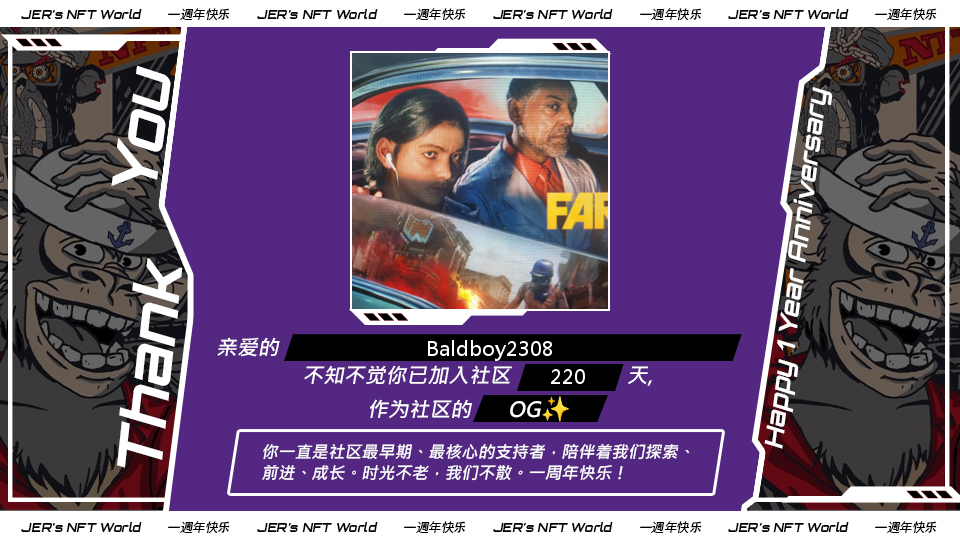 JER's NFT World 一週年快乐 JER's NFT World 一週年快乐 JER's NFT World 一週年快乐 JER's NFT World 一週年快乐
Thank You
FAR
Happy 1 Year Anniversary
亲爱的 Baldboy2308
不知不觉你已加入社区 220 天,
作为社区的 OG✨
你一直是社区最早期、最核心的支持者,陪伴着我们探索、
前进、成长。时光不老,我们不散。一周年快乐!
JER's NFT World 一週年快乐 JER's NFT World 一週年快乐 JER's NFT World 一週年快乐 JER's NFT World 一週年快乐